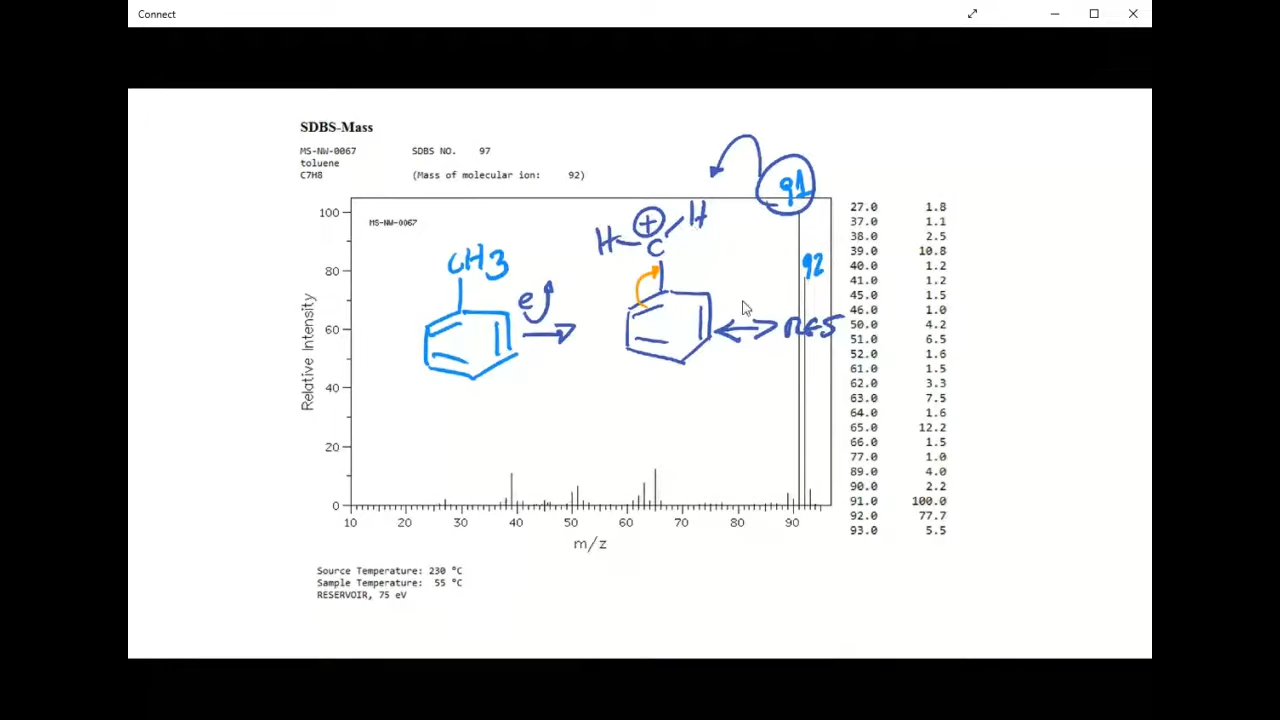 Connect
SDBS-Mass
MS-NW-0067 SDBS NO. 97
toluene
C7H8 (Mass of molecular ion: 92)
91
MS-NW-0067
100
80
60
40
20
0
Relative Intensity
10 20 30 40 50 60 70 80 90
m/z
CH3
e
H C H
+
RES
92
27.0 1.8
37.0 1.1
38.0 2.5
39.0 10.8
40.0 1.2
41.0 1.2
45.0 1.5
46.0 1.0
50.0 4.2
51.0 6.5
52.0 1.6
61.0 1.5
62.0 3.3
63.0 7.5
64.0 1.6
65.0 12.2
66.0 1.5
77.0 1.0
89.0 4.0
90.0 2.2
91.0 100.0
92.0 77.7
93.0 5.5
Source Temperature: 230 °C
Sample Temperature: 55 °C
RESERVOIR, 75 eV